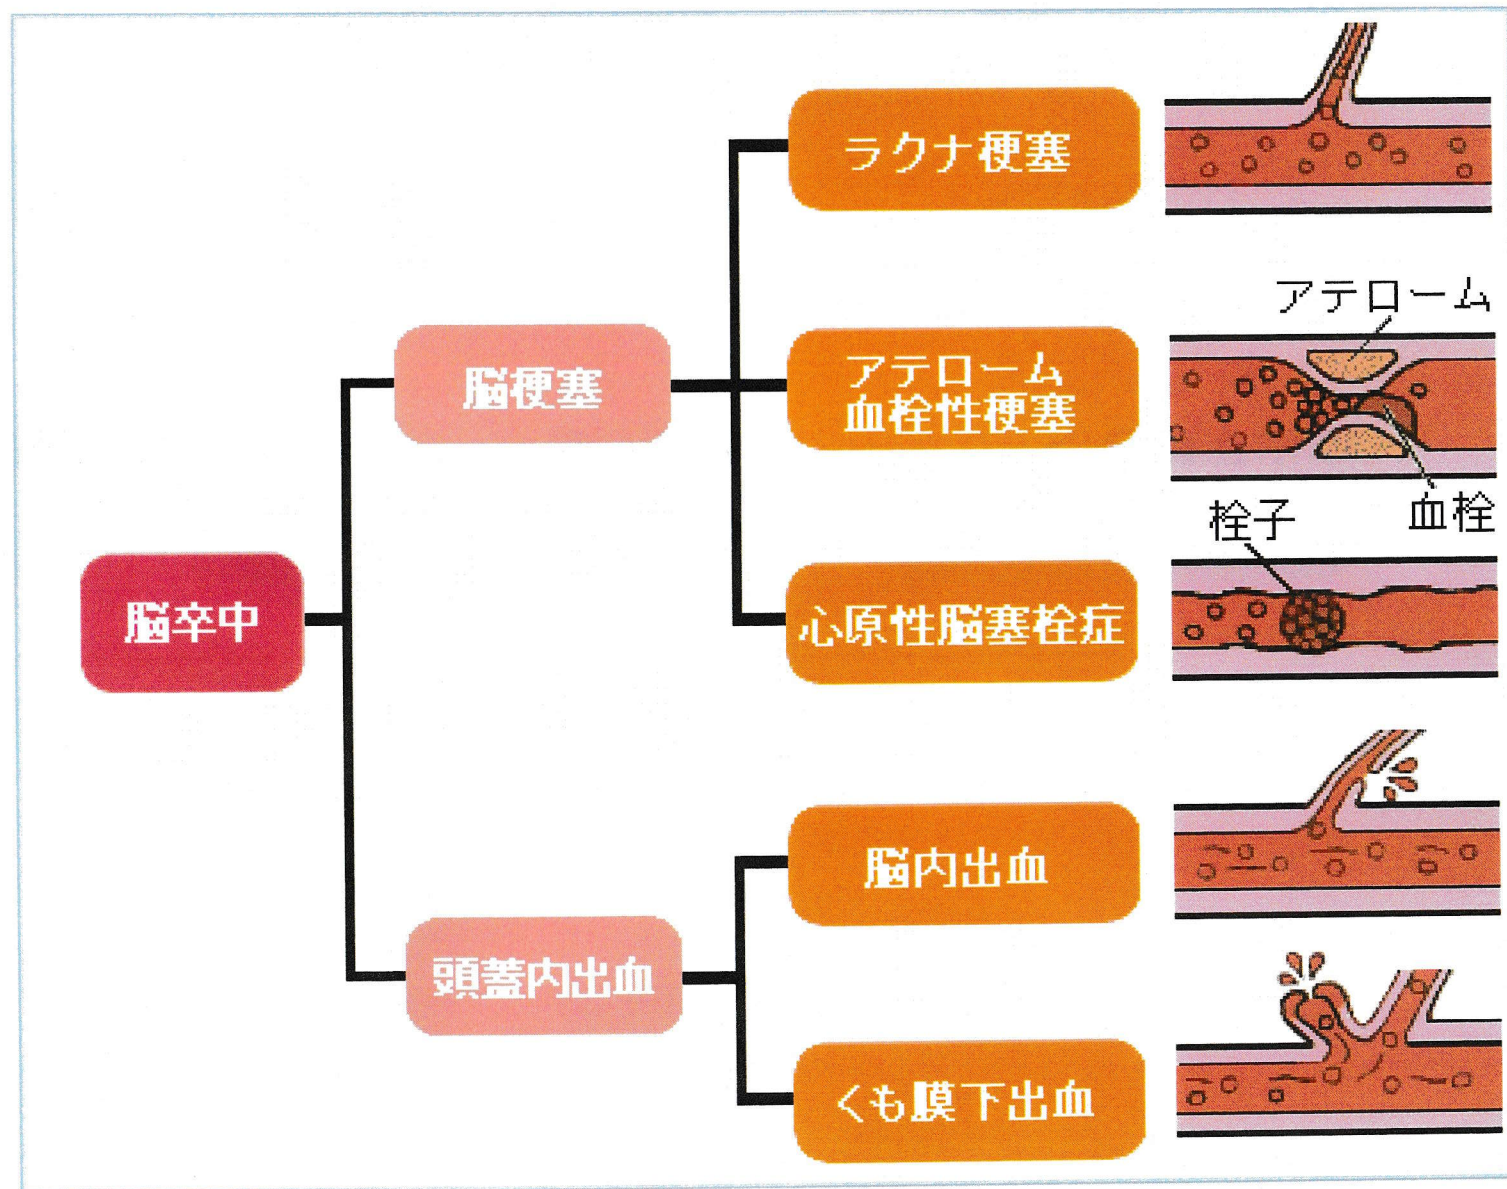 ラクナ梗塞
アテローム
脳梗塞
アテローム
血栓性梗塞
血栓
栓子
脳卒中
心原性脳塞栓症
脳内出血
頭蓋内出血
くも膜下出血